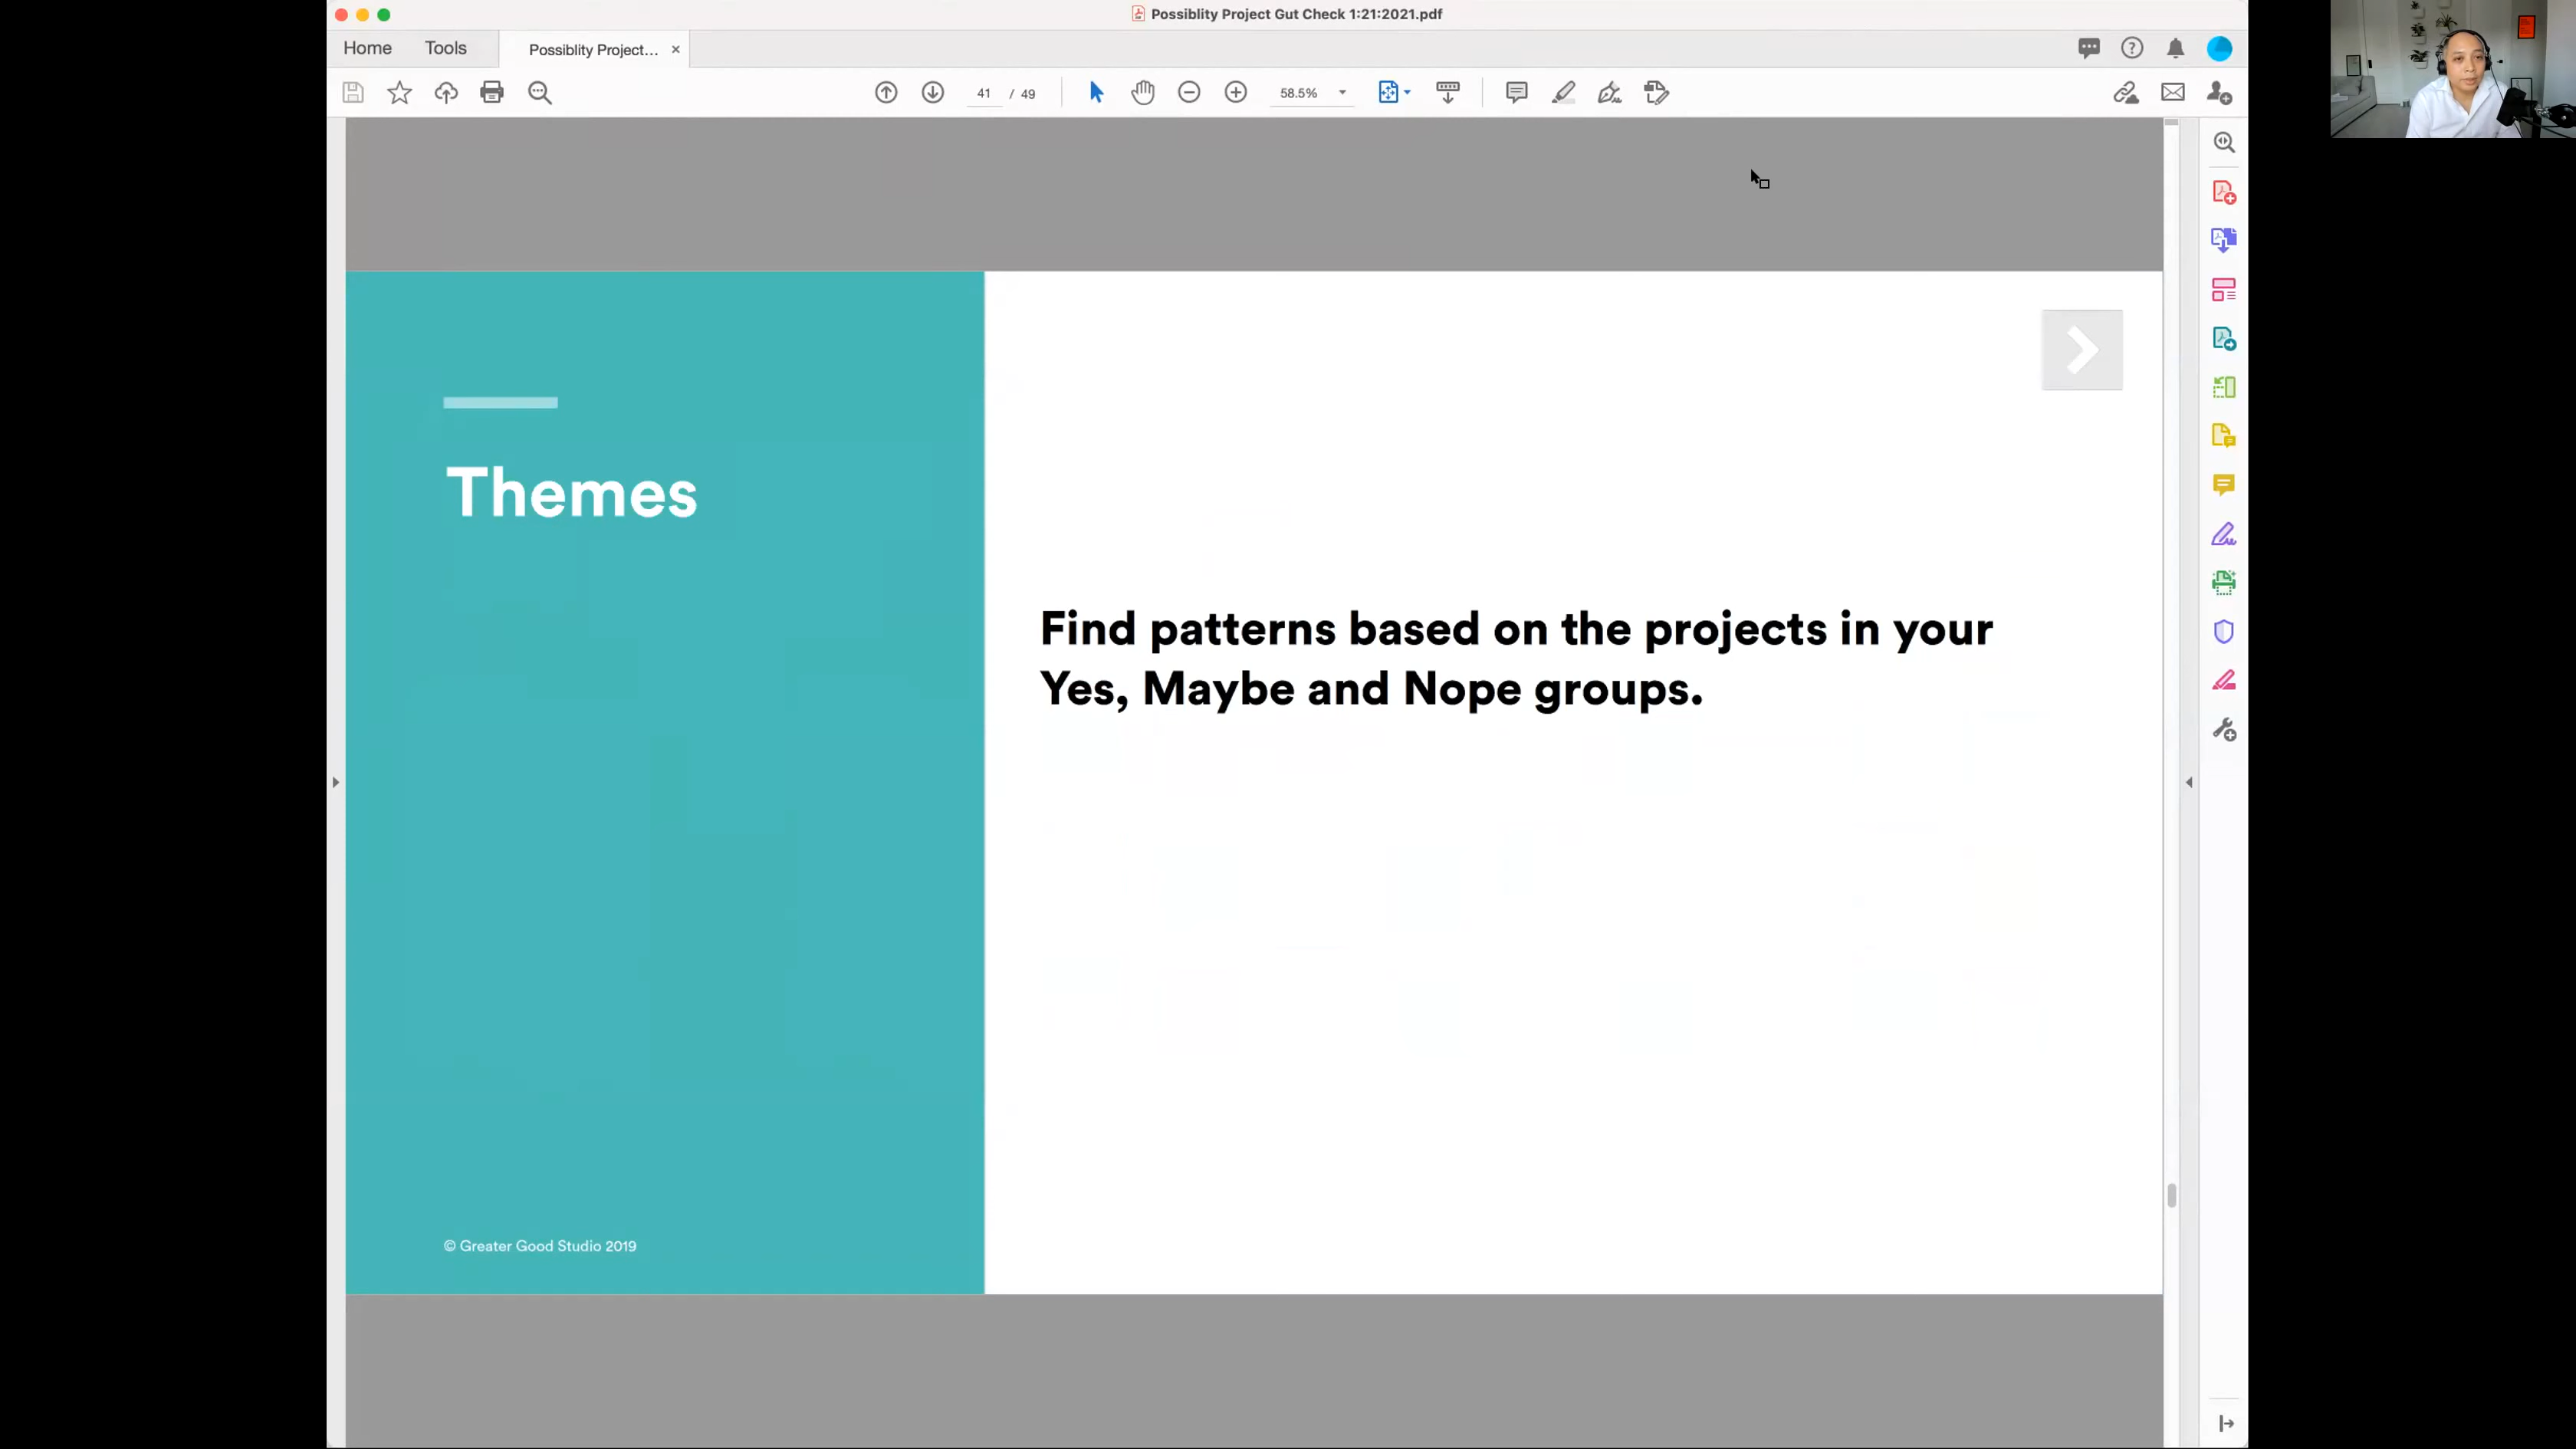 Possiblity Project Gut Check 1:21:2021.pdf
Home
Tools
Possiblity Project...
41 / 49
58.5%
Themes
Find patterns based on the projects in your
Yes, Maybe and Nope groups.
© Greater Good Studio 2019